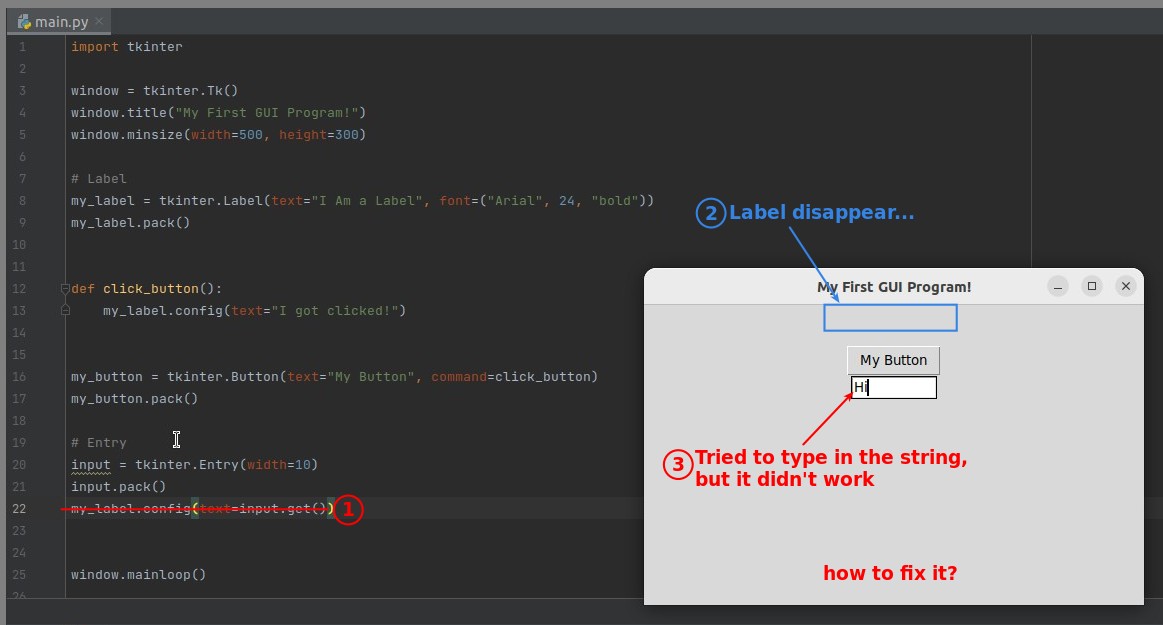 main.py
1 import tkinter
2
3 window = tkinter.Tk()
4 window.title("My First GUI Program!")
5 window.minsize(width=500, height=300)
6
7 # Label
8 my_label = tkinter.Label(text="I Am a Label", font=("Arial", 24, "bold"))
9 my_label.pack()
10
11
12 def click_button():
13     my_label.config(text="I got clicked!")
14
15
16 my_button = tkinter.Button(text="My Button", command=click_button)
17 my_button.pack()
18
19 # Entry
20 input = tkinter.Entry(width=10)
21 input.pack()
22 my_label.config(text=input.get())
23
24
25 window.mainloop()
26
1
2 Label disappear...
My First GUI Program!
My Button
Hi
3 Tried to type in the string,
but it didn't work
how to fix it?